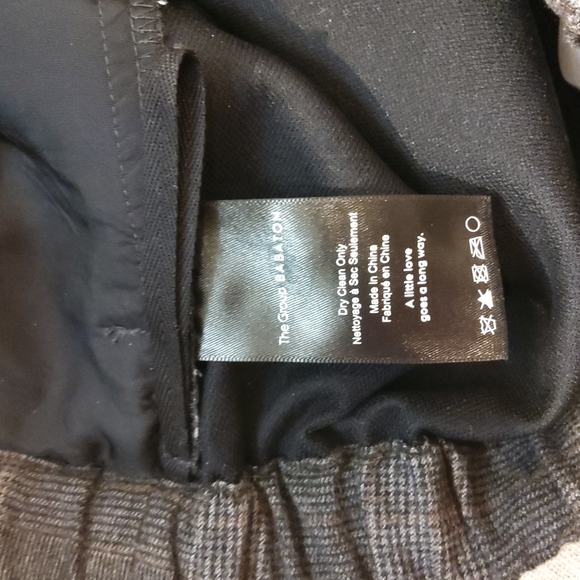 The Group BABATON
Dry Clean Only
Nettoyage à Sec Seulement
Made in China
Fabriqué en Chine
A little love
goes a long way.